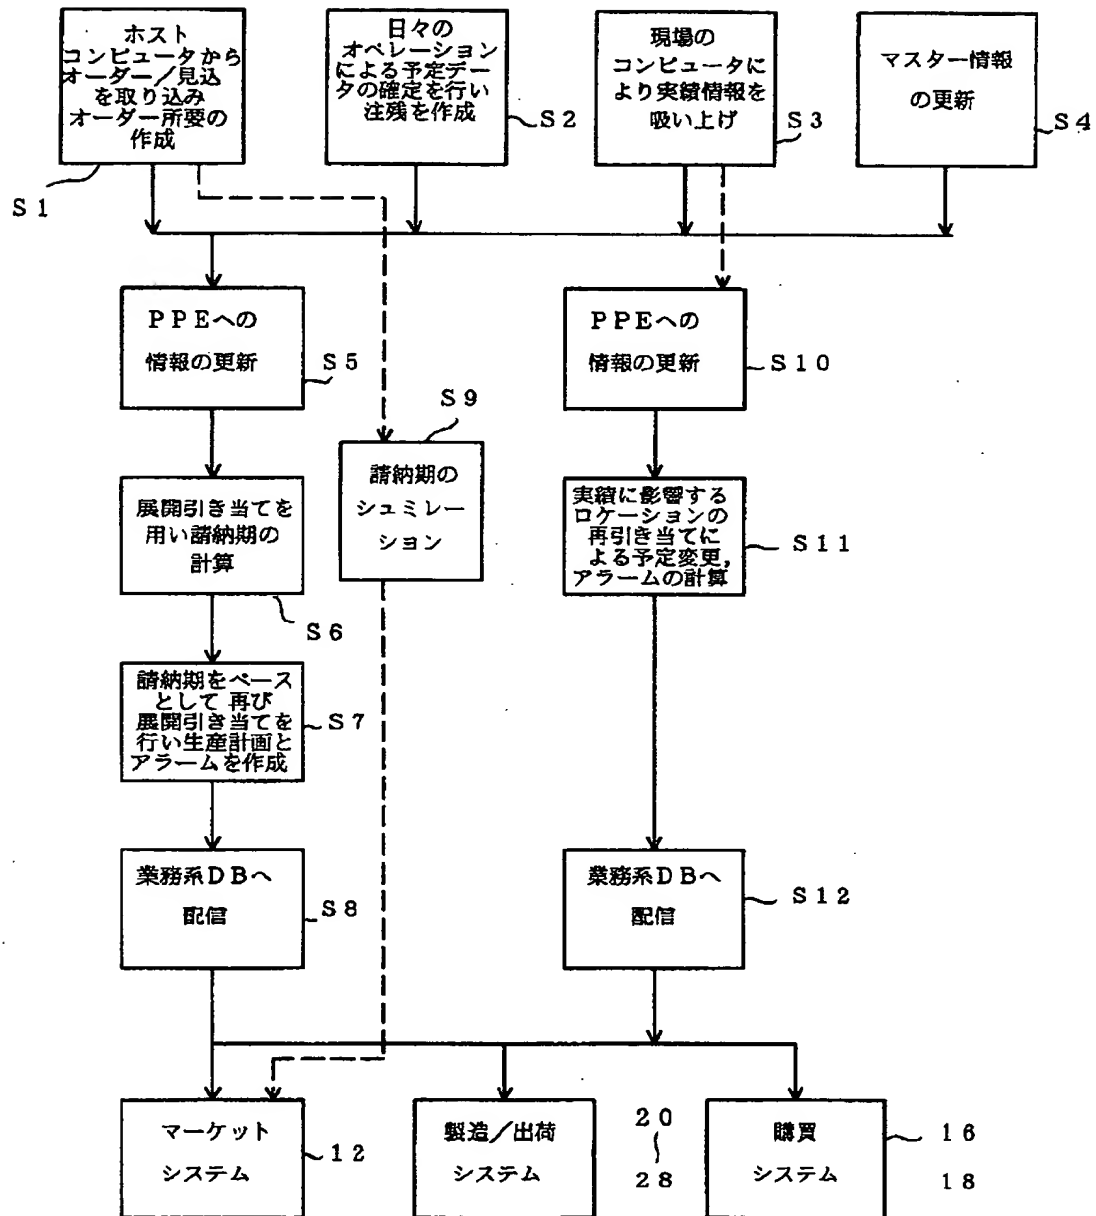 ホスト
コンピュータから
オーダー／見込
を取り込み
オーダー所要の
作成
S1
日々の
オペレーション
による予定デー
タの確定を行い
注残を作成
S2
現場の
コンピュータに
より実績情報を
吸い上げ
S3
マスター情報
の更新
S4
PPEへの
情報の更新
S5
PPEへの
情報の更新
S10
S9
請納期の
シュミレー
ション
展開引き当てを
用い請納期の
計算
S6
実績に影響する
ロケーションの
再引き当てに
よる予定変更,
アラームの計算
S11
請納期をベース
として 再び
展開引き当てを
行い生産計画と
アラームを作成
S7
業務系DBへ
配信
S8
業務系DBへ
配信
S12
マーケット
システム
12
製造／出荷
システム
20
28
購買
システム
16
18